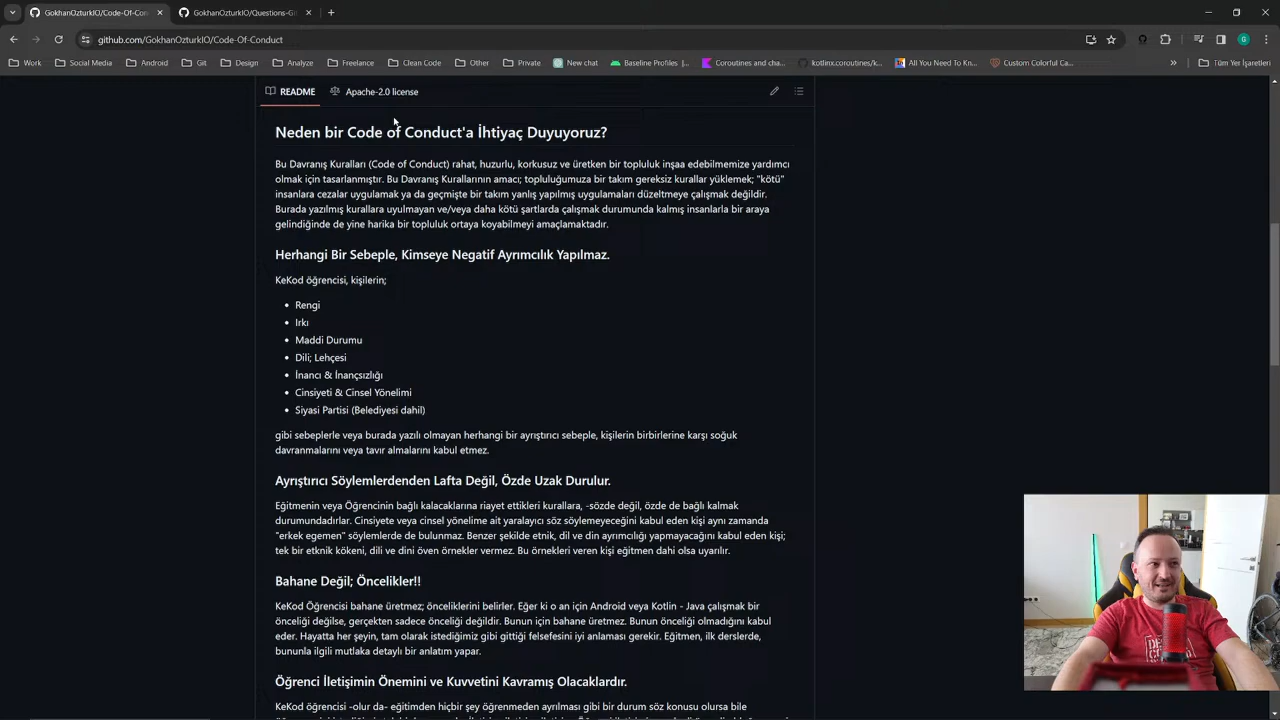 GokhanOzturkIO/Code-Of-Con
GokhanOzturkIO/Questions-Gi
github.com/GokhanOzturkIO/Code-Of-Conduct
Work
Social Media
Android
Git
Design
Analyze
Freelance
Clean Code
Other
Private
New chat
Baseline Profiles |...
Coroutines and cha...
kotlinx.coroutines/k...
All You Need To Kn...
Custom Colorful Ca...
Tüm Yer İşaretleri
README
Apache-2.0 license
Neden bir Code of Conduct'a İhtiyaç Duyuyoruz?
Bu Davranış Kuralları (Code of Conduct) rahat, huzurlu, korkusuz ve üretken bir topluluk inşaa edebilmemize yardımcı
olmak için tasarlanmıştır. Bu Davranış Kurallarının amacı; topluluğumuza bir takım gereksiz kurallar yüklemek; "kötü"
insanlara cezalar uygulamak ya da geçmişte bir takım yanlış yapılmış uygulamaları düzeltmeye çalışmak değildir.
Burada yazılmış kurallara uyulmayan ve/veya daha kötü şartlarda çalışmak durumunda kalmış insanlarla bir araya
gelindiğinde de yine harika bir topluluk ortaya koyabilmeyi amaçlamaktadır.
Herhangi Bir Sebeple, Kimseye Negatif Ayrımcılık Yapılmaz.
KeKod öğrencisi, kişilerin;
Rengi
Irkı
Maddi Durumu
Dili; Lehçesi
İnancı & İnançsızlığı
Cinsiyeti & Cinsel Yönelimi
Siyasi Partisi (Belediyesi dahil)
gibi sebeplerle veya burada yazılı olmayan herhangi bir ayrıştırıcı sebeple, kişilerin birbirlerine karşı soğuk
davranmalarını veya tavır almalarını kabul etmez.
Ayrıştırıcı Söylemlerdenden Lafta Değil, Özde Uzak Durulur.
Eğitmenin veya Öğrencinin bağlı kalacaklarına riayet ettikleri kurallara, -sözde değil, özde de bağlı kalmak
durumundadırlar. Cinsiyete veya cinsel yönelime ait yaralayıcı söz söylemeyeceğini kabul eden kişi aynı zamanda
"erkek egemen" söylemlerde de bulunmaz. Benzer şekilde etnik, dil ve din ayrımcılığı yapmayacağını kabul eden kişi;
tek bir etnik kökeni, dili ve dini öven örnekler vermez. Bu örnekleri veren kişi eğitmen dahi olsa uyarılır.
Bahane Değil; Öncelikler!!
KeKod Öğrencisi bahane üretmez; önceliklerini belirler. Eğer ki o an için Android veya Kotlin - Java çalışmak bir
önceliği değilse, gerçekten sadece önceliği değildir. Bunun için bahane üretmez. Bunun önceliği olmadığını kabul
eder. Hayatta her şeyin, tam olarak istediğimiz gibi gittiği felsefesini iyi anlaması gerekir. Eğitmen, ilk derslerde,
bununla ilgili mutlaka detaylı bir anlatım yapar.
Öğrenci İletişimin Önemini ve Kuvvetini Kavramış Olacaklardır.
KeKod öğrencisi -olur da- eğitimden hiçbir şey öğrenmeden ayrılması gibi bir durum söz konusu olursa bile